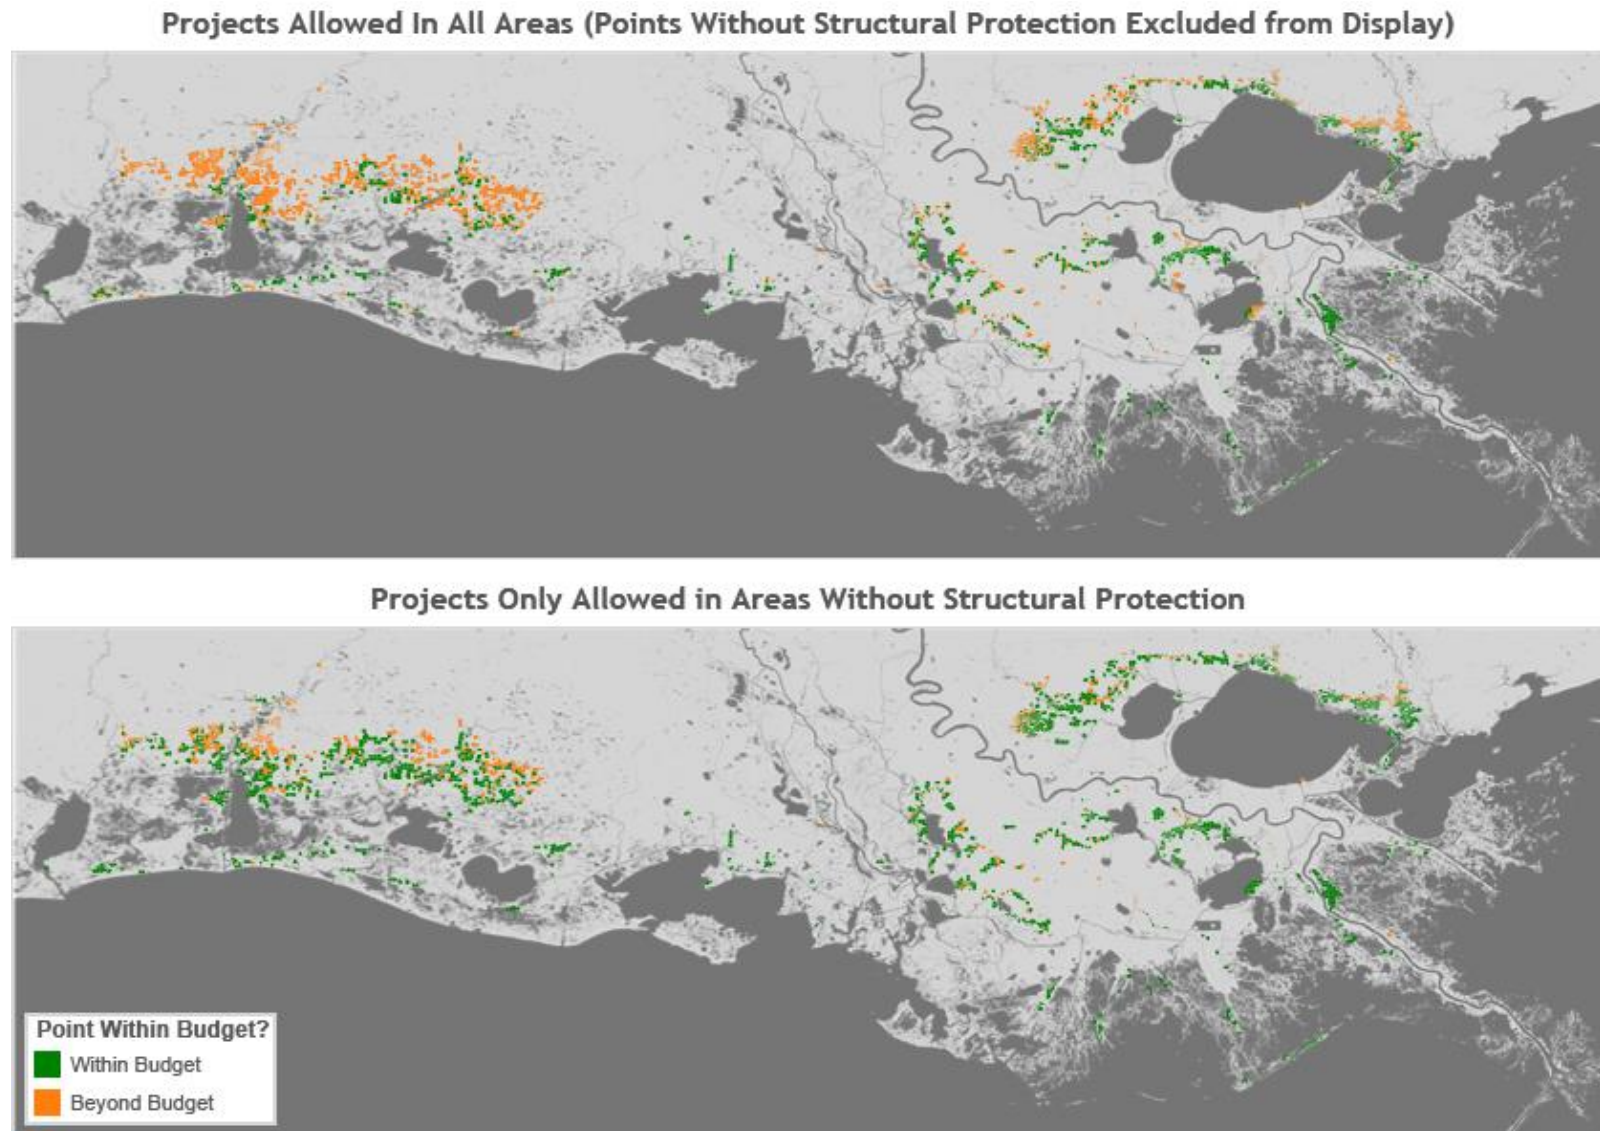 Projects Allowed In All Areas (Points Without Structural Protection Excluded from Display)
Projects Only Allowed in Areas Without Structural Protection
Point Within Budget?
Within Budget
Beyond Budget